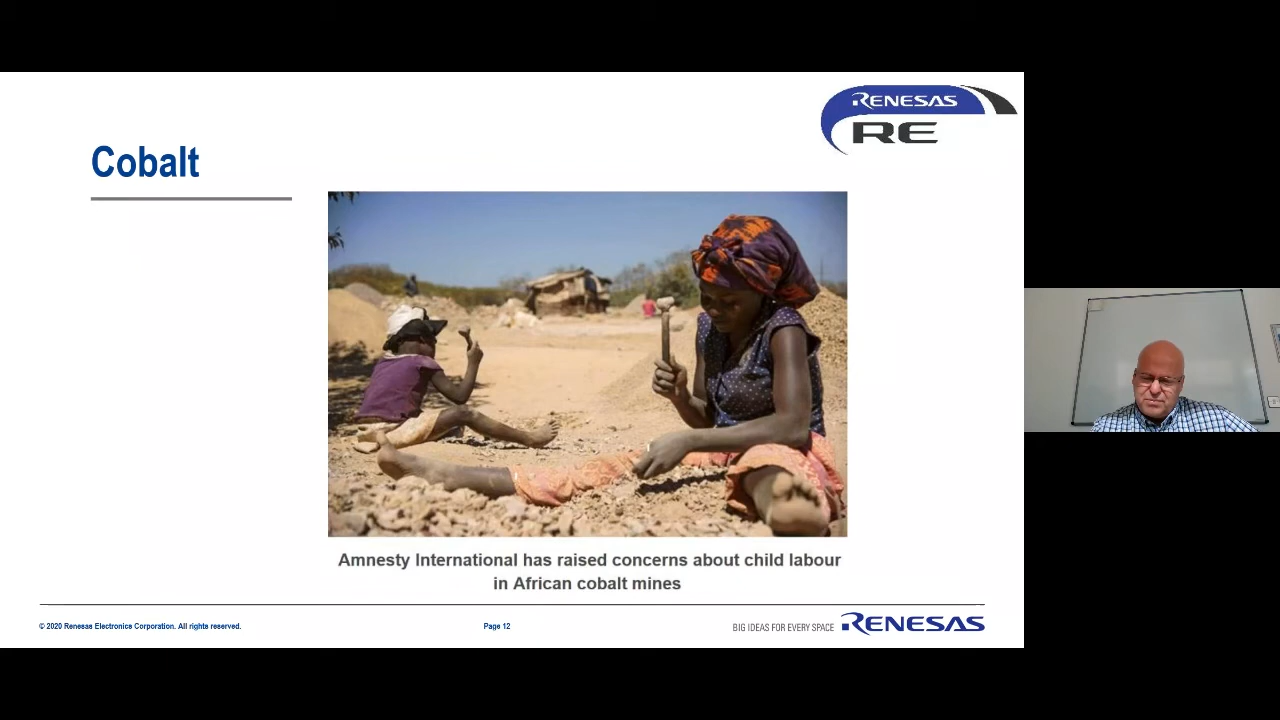 RENESAS
RE
Cobalt
Amnesty International has raised concerns about child labour
in African cobalt mines
© 2020 Renesas Electronics Corporation. All rights reserved.
Page 12
BIG IDEAS FOR EVERY SPACE RENESAS